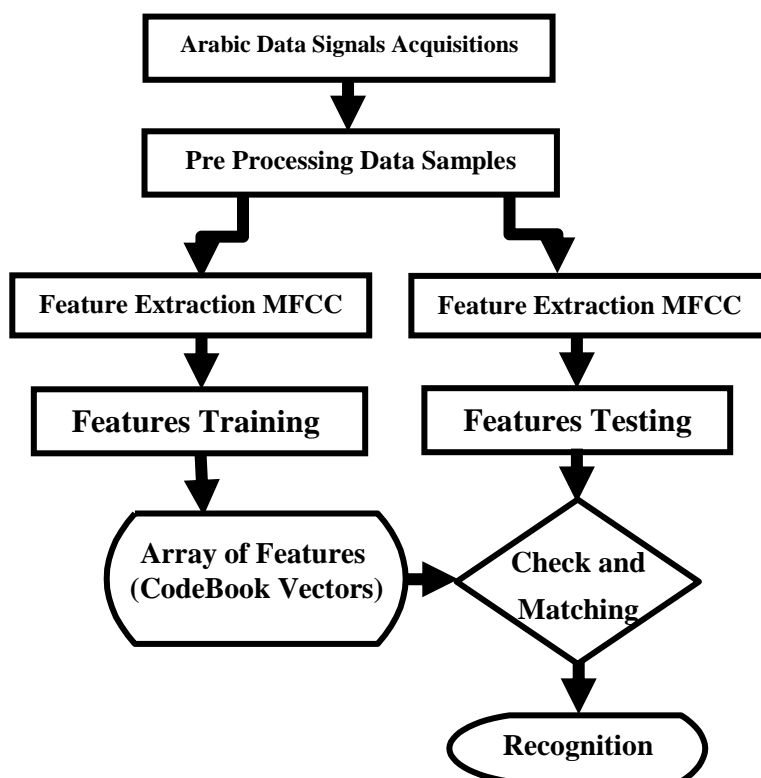 Arabic Data Signals Acquisitions
Pre Processing Data Samples
Feature Extraction MFCC
Feature Extraction MFCC
Features Training
Features Testing
Array of Features
(CodeBook Vectors)
Check and
Matching
Recognition